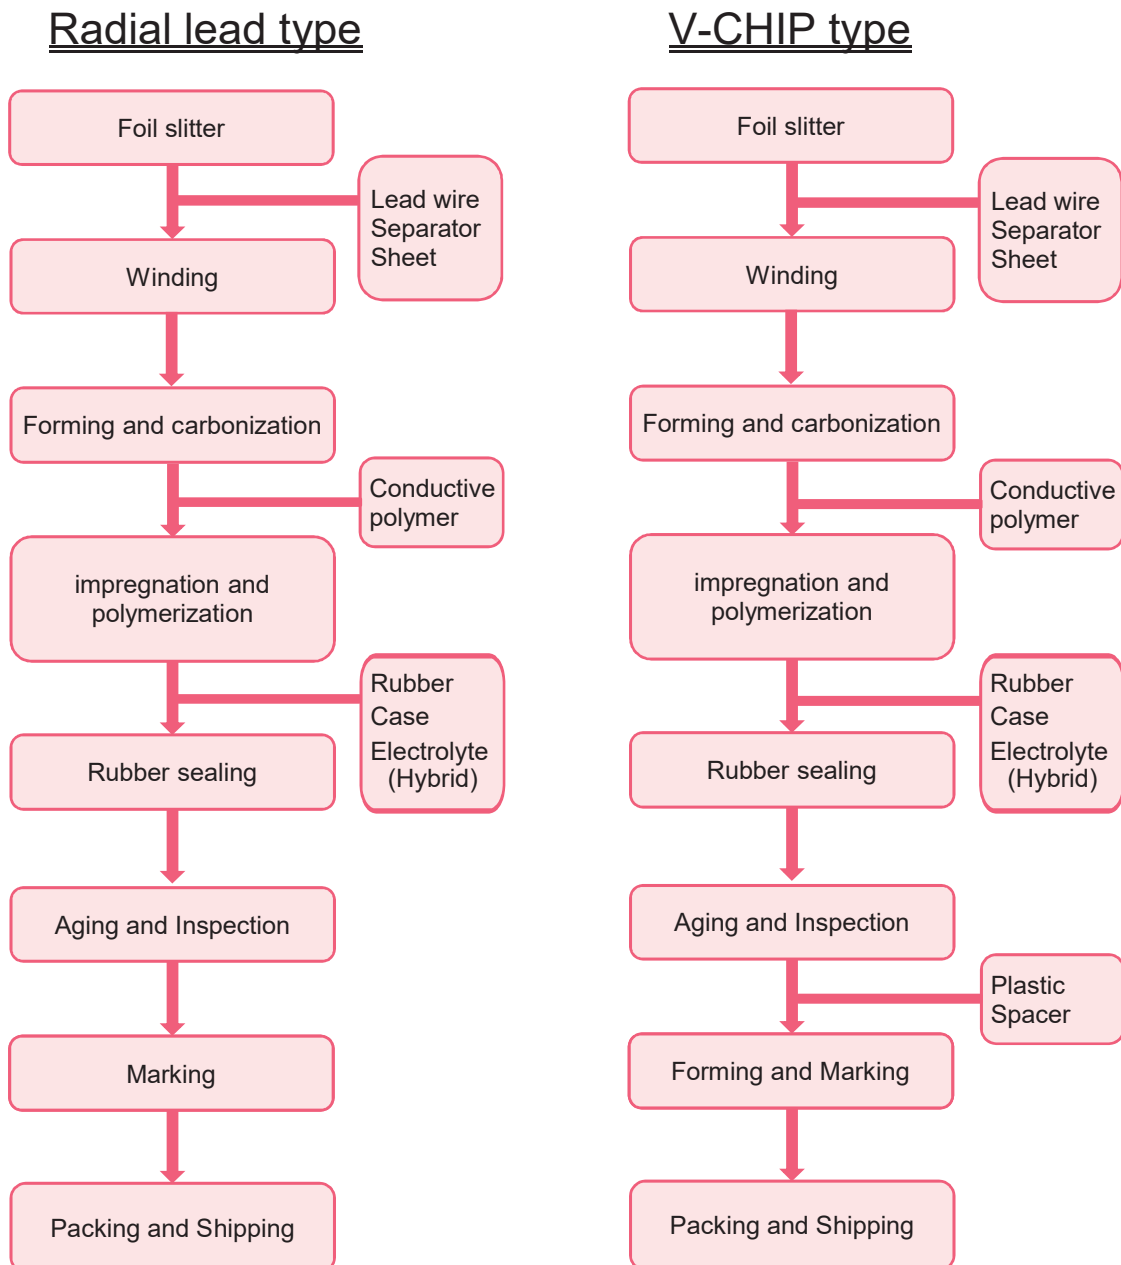 Radial lead type
Foil slitter
Lead wire
Separator
Sheet
Winding
Forming and carbonization
Conductive
polymer
impregnation and
polymerization
Rubber
Case
Electrolyte
(Hybrid)
Rubber sealing
Aging and Inspection
Marking
Packing and Shipping
V-CHIP type
Foil slitter
Lead wire
Separator
Sheet
Winding
Forming and carbonization
Conductive
polymer
impregnation and
polymerization
Rubber
Case
Electrolyte
(Hybrid)
Rubber sealing
Aging and Inspection
Plastic
Spacer
Forming and Marking
Packing and Shipping